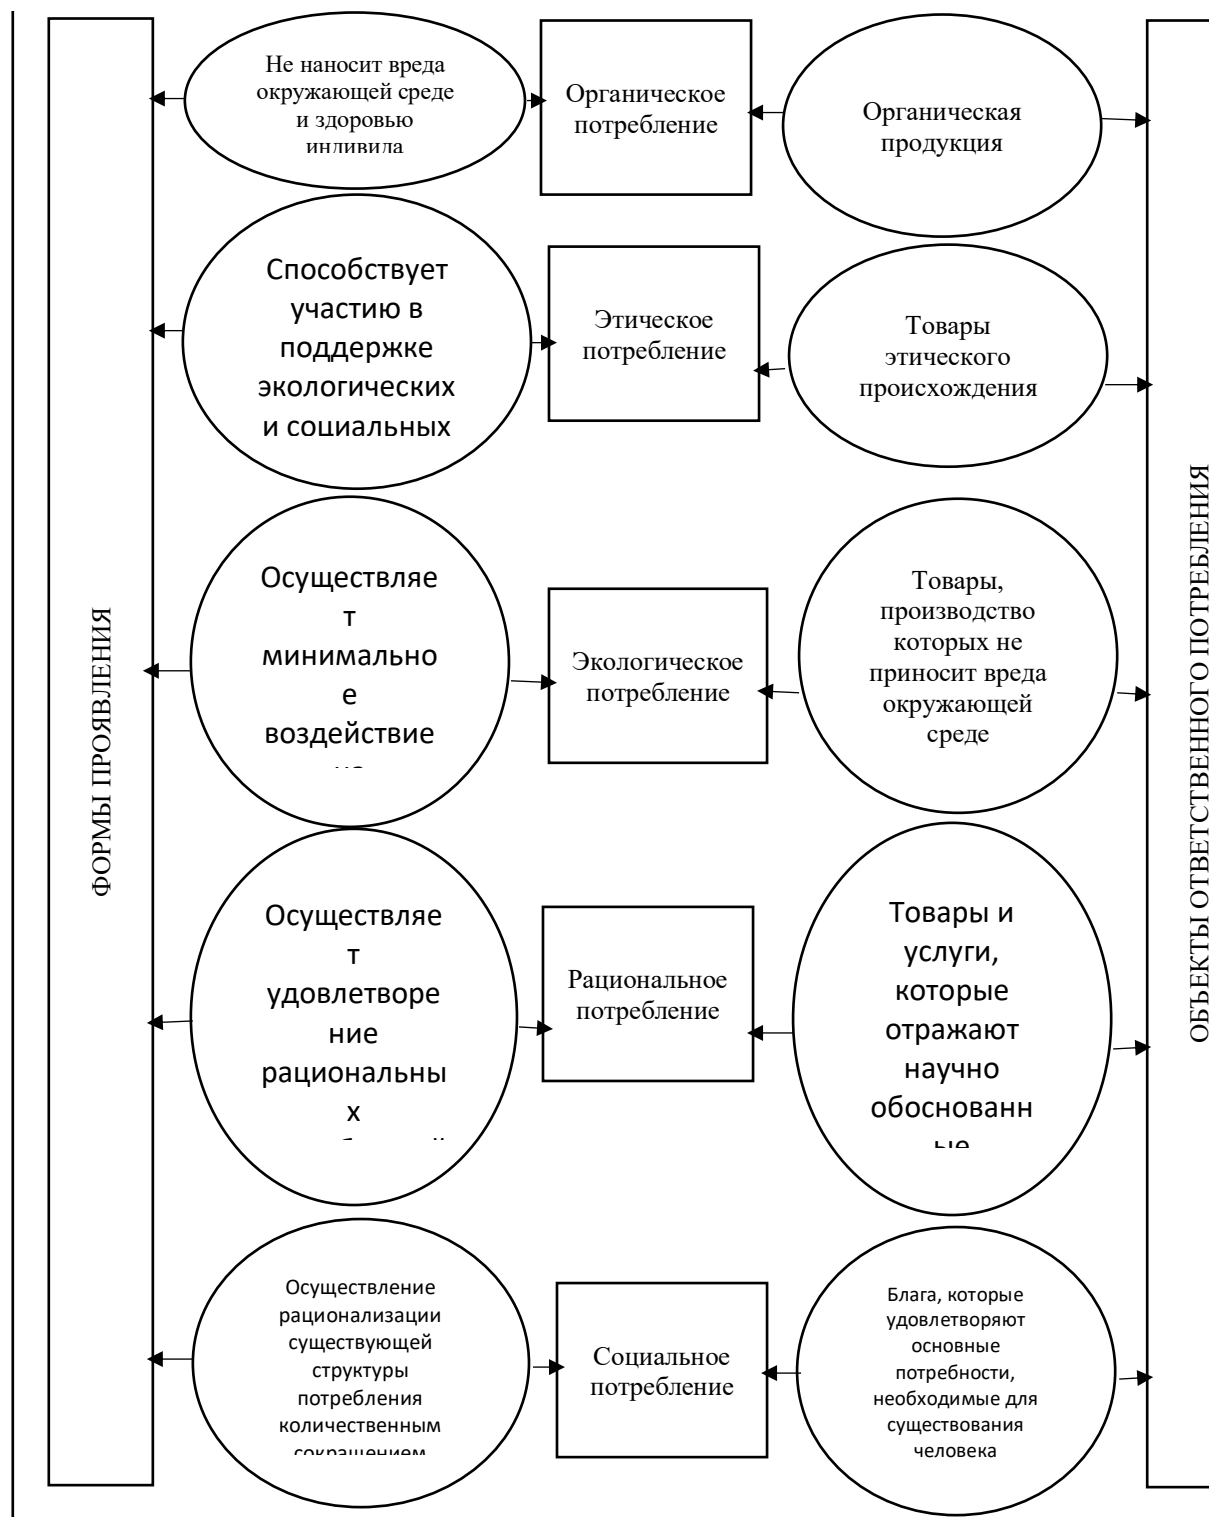 ФОРМЫ ПРОЯВЛЕНИЯ
Не наносит вреда
окружающей среде
и здоровью
индивида
Органическое
потребление
Органическая
продукция
Способствует
участию в
поддержке
экологических
и социальных
Этическое
потребление
Товары
этического
происхождения
Осуществляе
т
минимально
е
воздействие
Экологическое
потребление
Товары,
производство
которых не
приносит вреда
окружающей
среде
Осуществляе
т
удовлетворе
ние
рациональны
х
Рациональное
потребление
Товары и
услуги,
которые
отражают
научно
обоснованн
ые
Осуществление
рационализации
существующей
структуры
потребления
количественным
сокращением
Социальное
потребление
Блага, которые
удовлетворяют
основные
потребности,
необходимые для
существования
человека
ОБЪЕКТЫ ОТВЕТСТВЕННОГО ПОТРЕБЛЕНИЯ